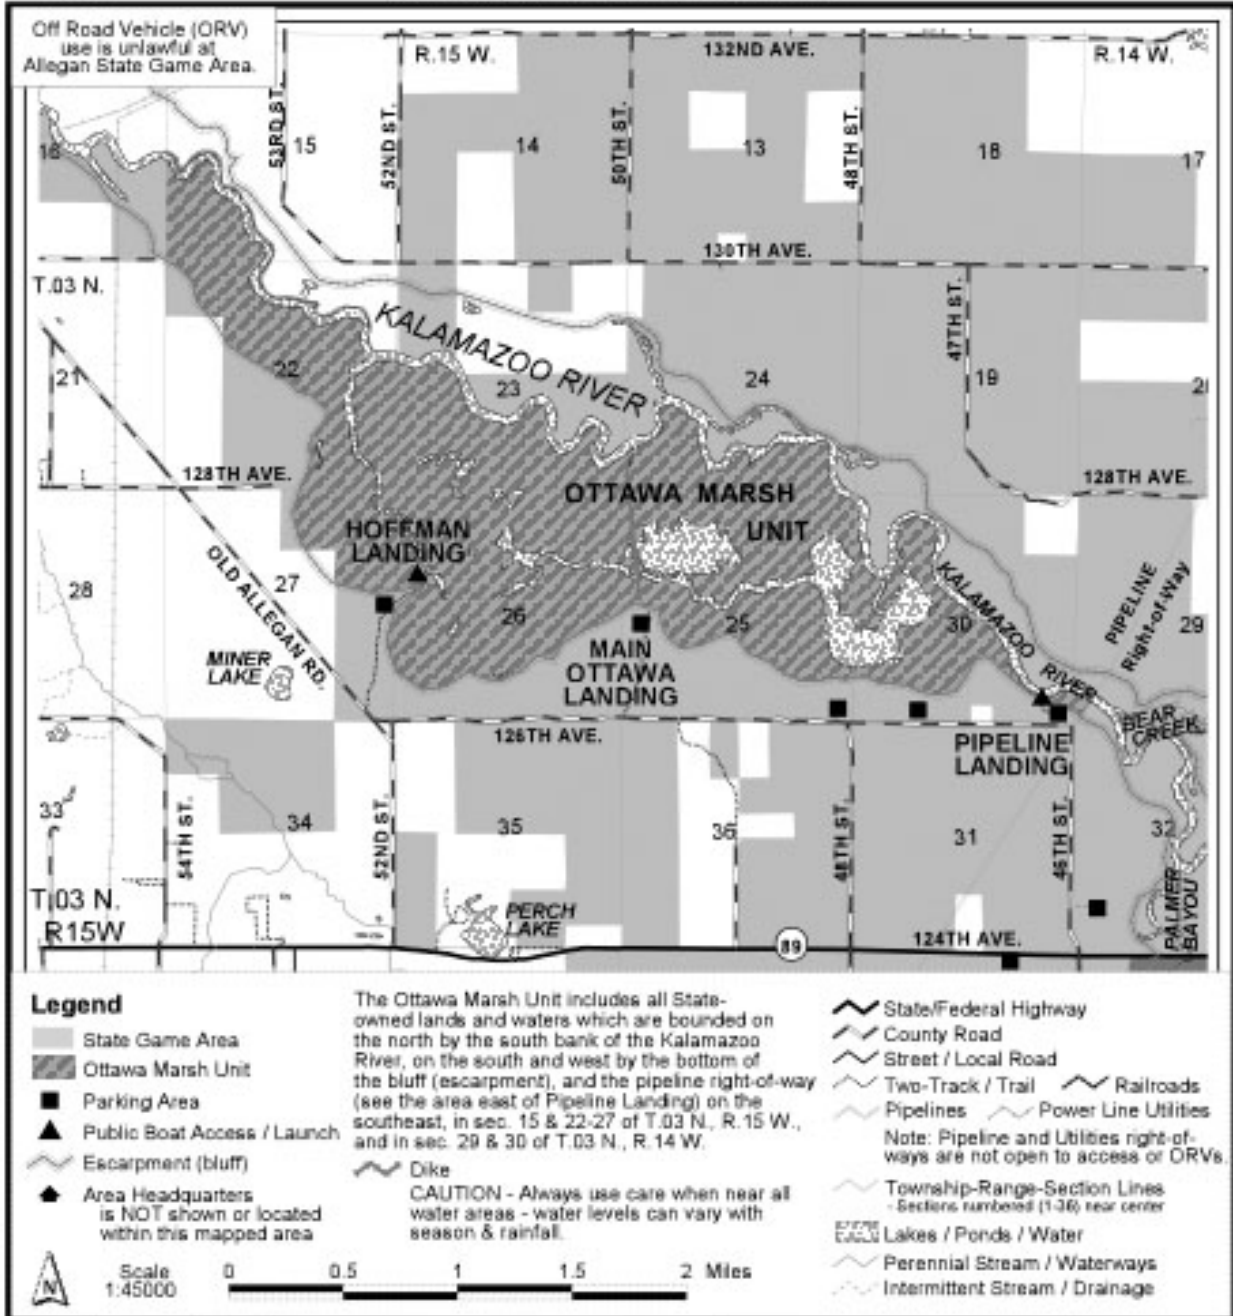 Off Road Vehicle (ORV)
use is unlawful at
Allegan State Game Area.
R.15 W.
132ND AVE.
R.14 W.
53RD ST.
52ND ST.
50TH ST.
48TH ST.
16
15
14
13
18
17
130TH AVE.
T.03 N.
47TH ST.
KALAMAZOO RIVER
21
22
23
24
19
128TH AVE.
128TH AVE.
OTTAWA MARSH
UNIT
HOFFMAN
LANDING
OLD ALLEGAN RD.
KALAMAZOO RIVER
PIPELINE
Right-of-Way
28
27
26
25
30
29
MINER
LAKE
MAIN
OTTAWA
LANDING
BEAR
CREEK
126TH AVE.
PIPELINE
LANDING
33
34
35
36
31
32
54TH ST.
52ND ST.
48TH ST.
46TH ST.
PALMER
BAYOU
T.03 N.
R15W
PERCH
LAKE
89
124TH AVE.
Legend
State Game Area
Ottawa Marsh Unit
Parking Area
Public Boat Access / Launch
Escarpment (bluff)
Area Headquarters
is NOT shown or located
within this mapped area
The Ottawa Marsh Unit includes all State-
owned lands and waters which are bounded on
the north by the south bank of the Kalamazoo
River, on the south and west by the bottom of
the bluff (escarpment), and the pipeline right-of-way
(see the area east of Pipeline Landing) on the
southeast, in sec. 15 & 22-27 of T.03 N., R.15 W.,
and in sec. 29 & 30 of T.03 N., R.14 W.
Dike
CAUTION - Always use care when near all
water areas - water levels can vary with
season & rainfall.
State/Federal Highway
County Road
Street / Local Road
Two-Track / Trail
Railroads
Pipelines
Power Line Utilities
Note: Pipeline and Utilities right-of-
ways are not open to access or ORVs.
Township-Range-Section Lines
- Sections numbered (1-36) near center
Lakes / Ponds / Water
Perennial Stream / Waterways
Intermittent Stream / Drainage
N
Scale
1:45000
0 0.5 1 1.5 2 Miles